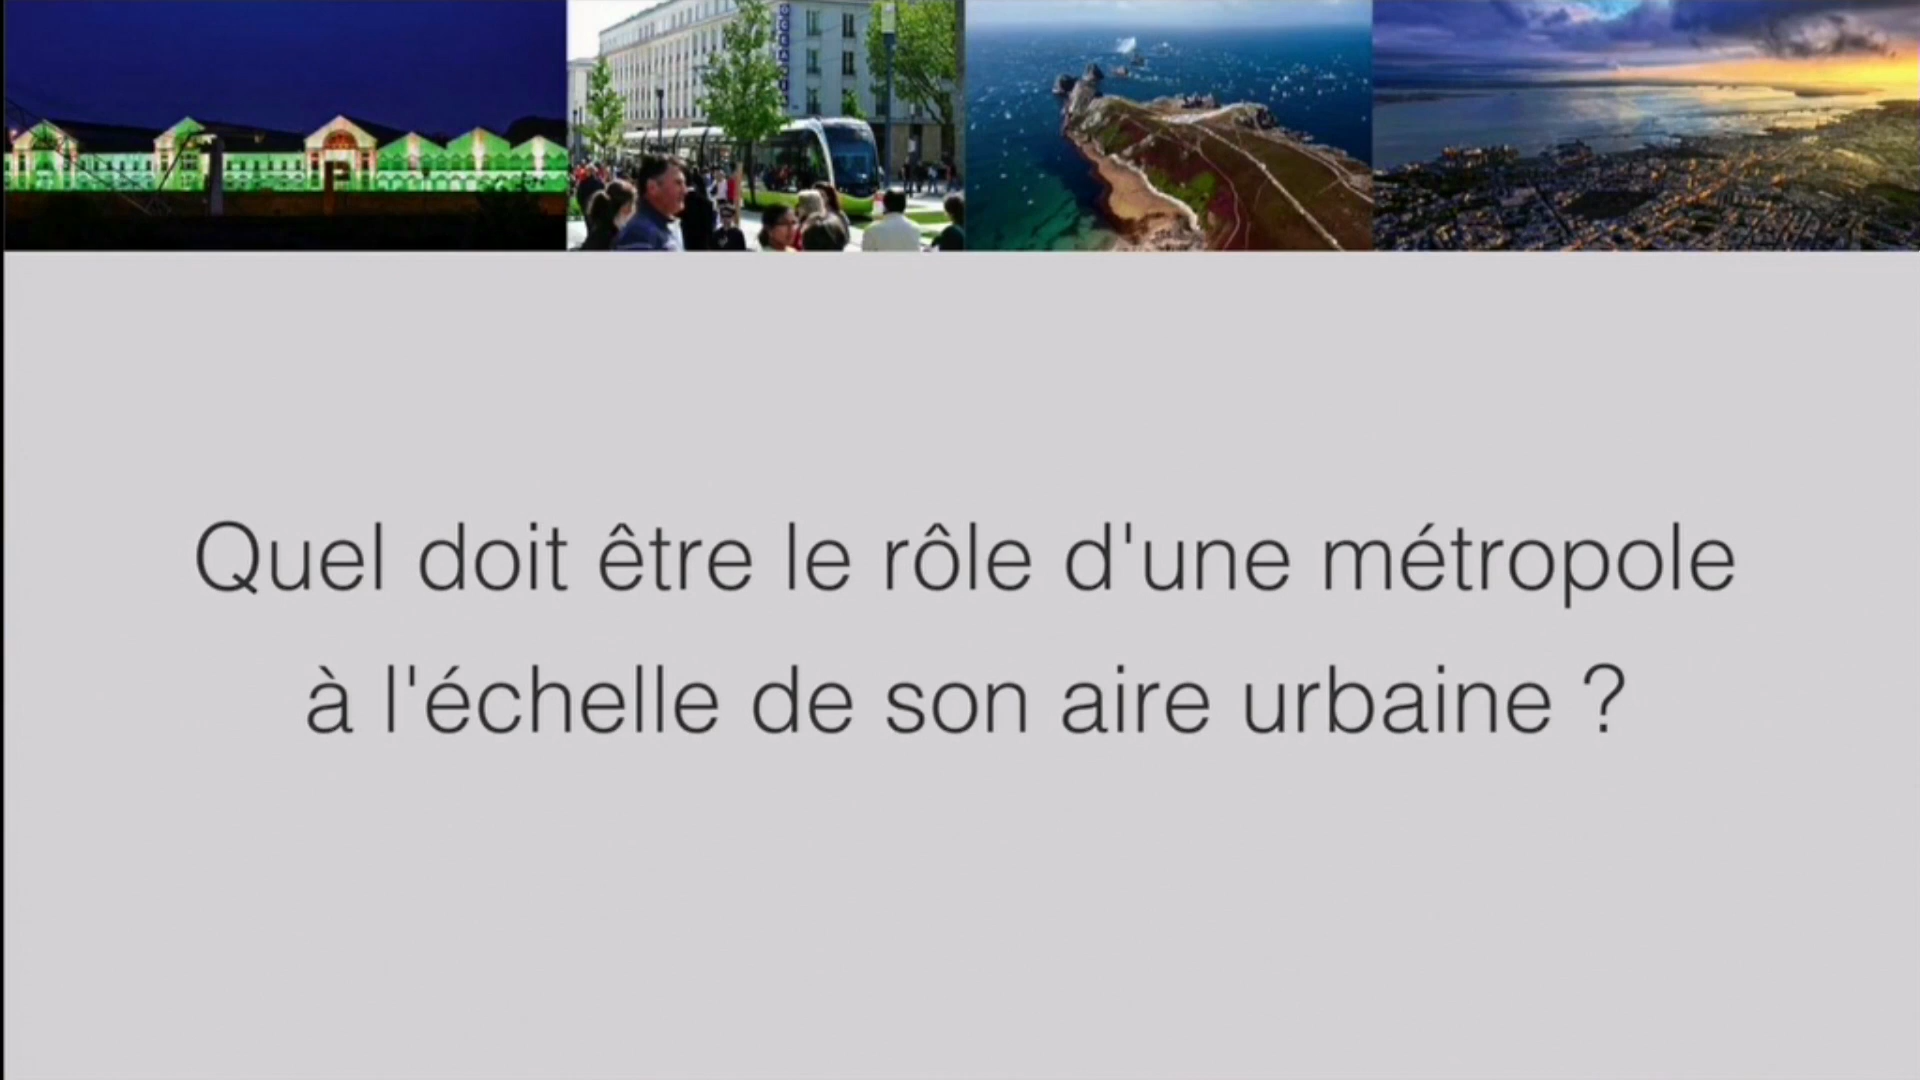 Quel doit être le rôle d'une métropole
à l'échelle de son aire urbaine ?